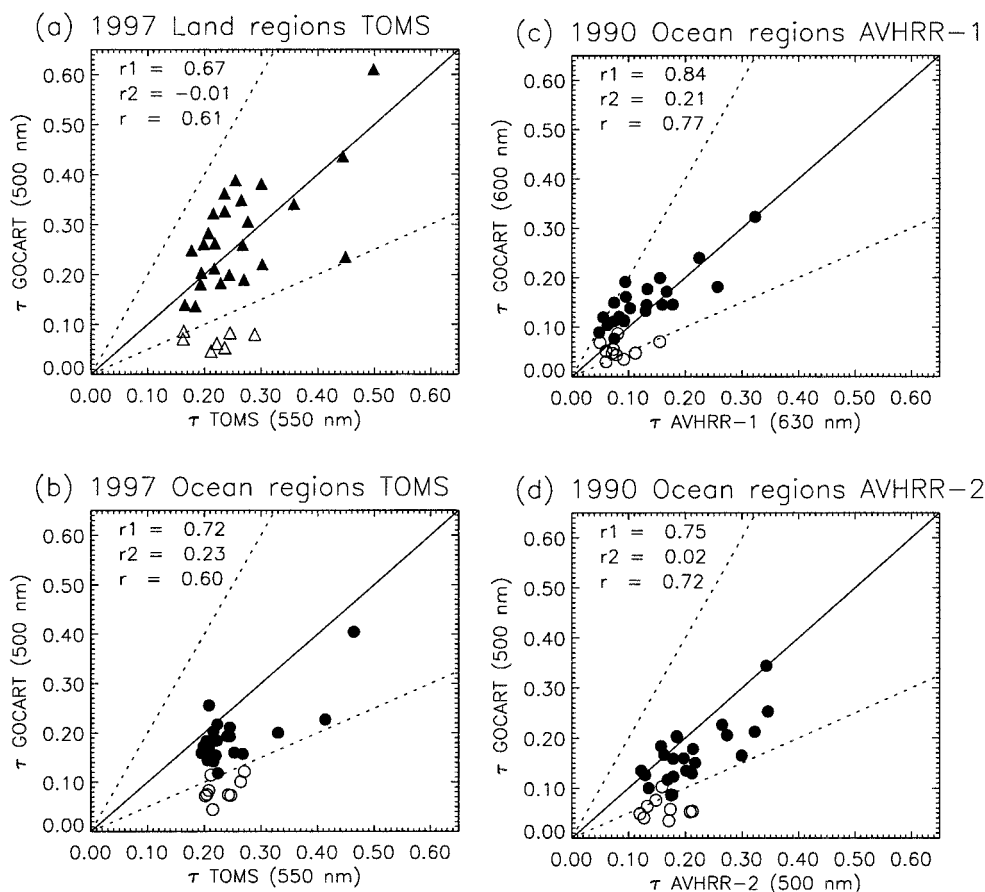 (a) 1997 Land regions TOMS
r1 = 0.67
r2 = -0.01
r = 0.61
0.60
0.50
0.40
0.30
0.20
0.10
0.00
τ GOCART (500 nm)
0.00 0.10 0.20 0.30 0.40 0.50 0.60
τ TOMS (550 nm)
(c) 1990 Ocean regions AVHRR-1
r1 = 0.84
r2 = 0.21
r = 0.77
0.60
0.50
0.40
0.30
0.20
0.10
0.00
τ GOCART (600 nm)
0.00 0.10 0.20 0.30 0.40 0.50 0.60
τ AVHRR-1 (630 nm)
(b) 1997 Ocean regions TOMS
r1 = 0.72
r2 = 0.23
r = 0.60
0.60
0.50
0.40
0.30
0.20
0.10
0.00
τ GOCART (500 nm)
0.00 0.10 0.20 0.30 0.40 0.50 0.60
τ TOMS (550 nm)
(d) 1990 Ocean regions AVHRR-2
r1 = 0.75
r2 = 0.02
r = 0.72
0.60
0.50
0.40
0.30
0.20
0.10
0.00
τ GOCART (500 nm)
0.00 0.10 0.20 0.30 0.40 0.50 0.60
τ AVHRR-2 (500 nm)